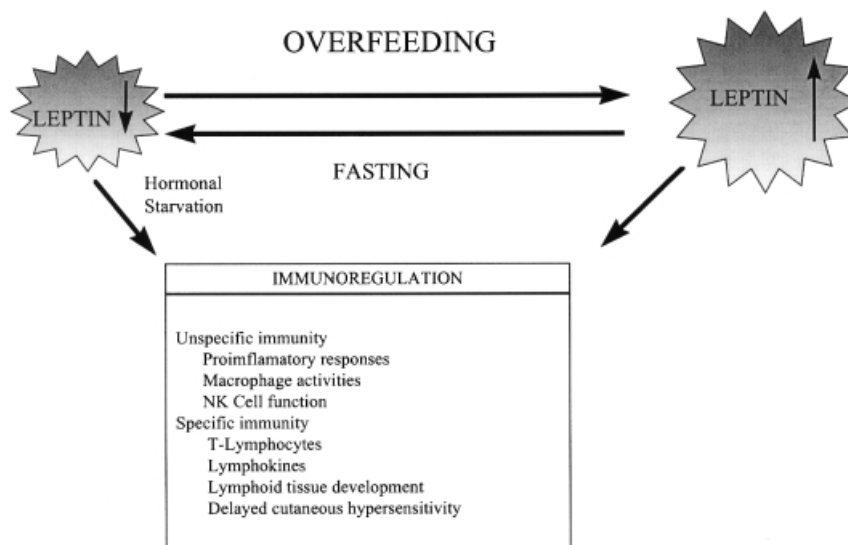 OVERFEEDING
LEPTIN
LEPTIN
FASTING
Hormonal
Starvation
IMMUNOREGULATION
Unspecific immunity
Proimflamatory responses
Macrophage activities
NK Cell function
Specific immunity
T-Lymphocytes
Lymphokines
Lymphoid tissue development
Delayed cutaneous hypersensitivity